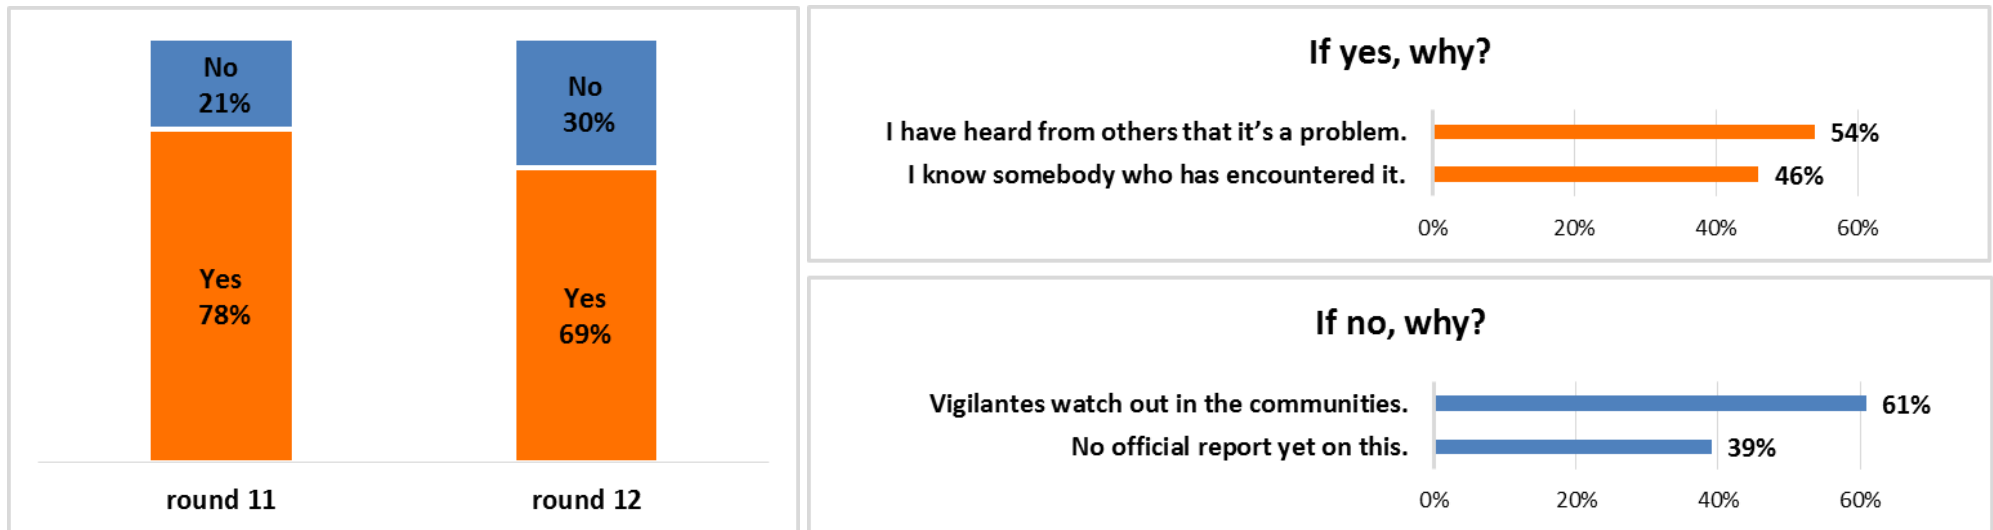 No
21%
Yes
78%
round 11
No
30%
Yes
69%
round 12
If yes, why?
I have heard from others that it’s a problem. 54%
I know somebody who has encountered it. 46%
0% 20% 40% 60%
If no, why?
Vigilantes watch out in the communities. 61%
No official report yet on this. 39%
0% 20% 40% 60%